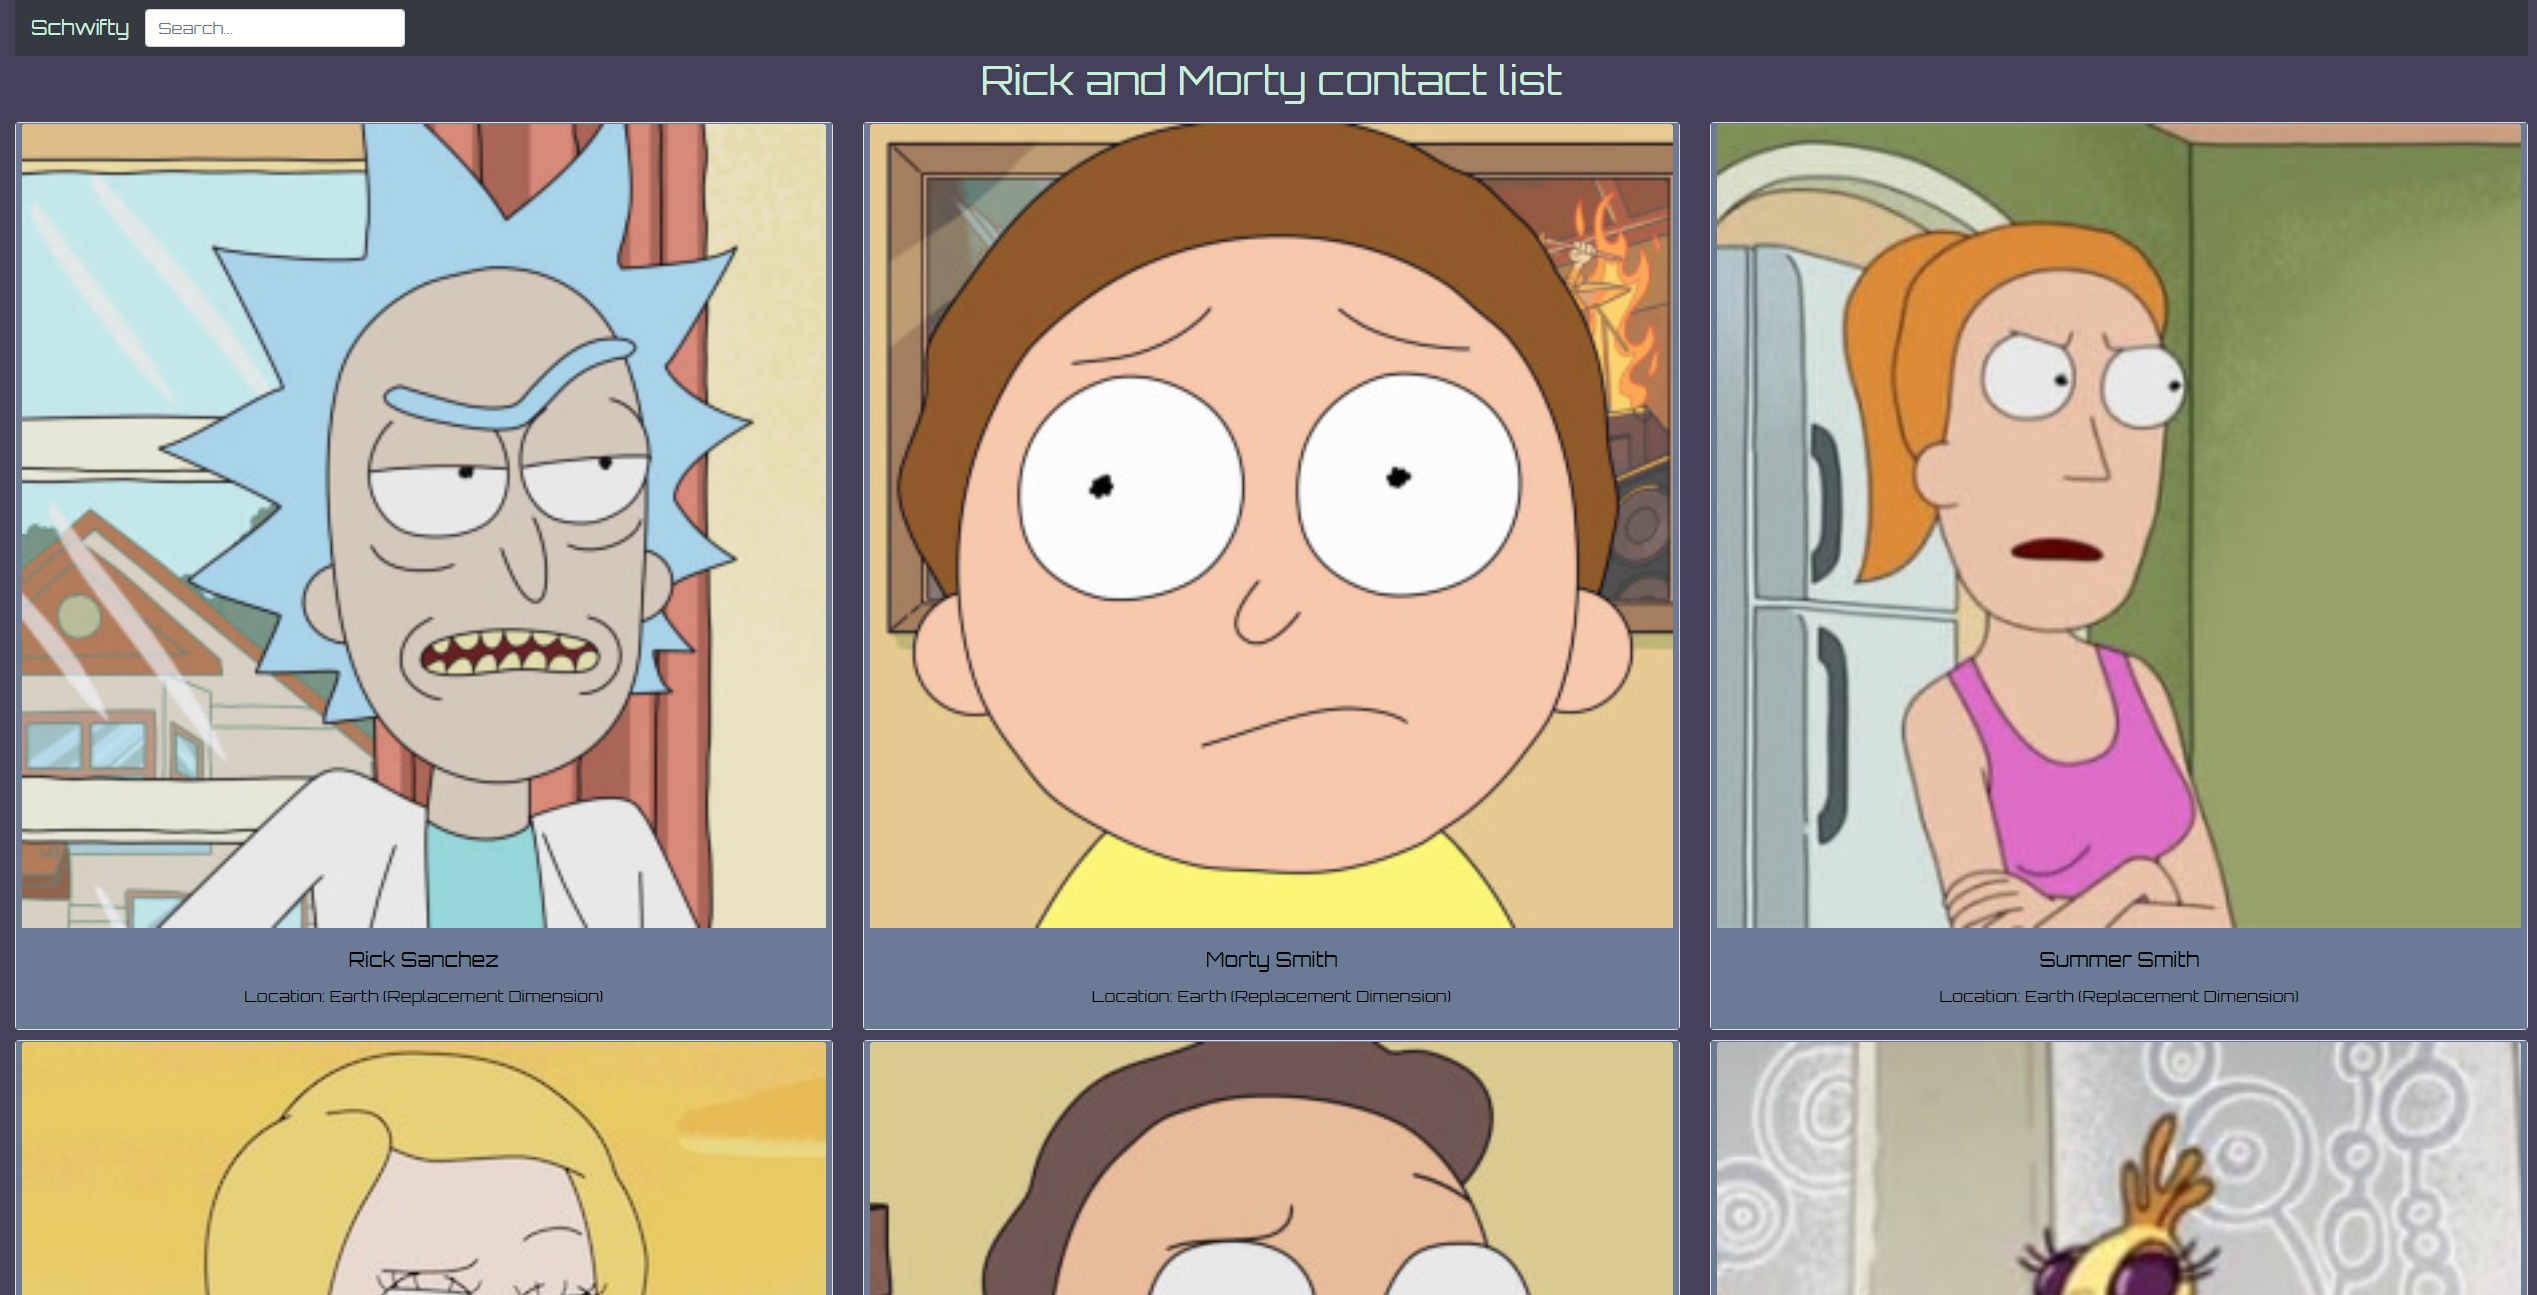 Schwifty
Search...
Rick and Morty contact list
Rick Sanchez
Location: Earth (Replacement Dimension)
Morty Smith
Location: Earth (Replacement Dimension)
Summer Smith
Location: Earth (Replacement Dimension)